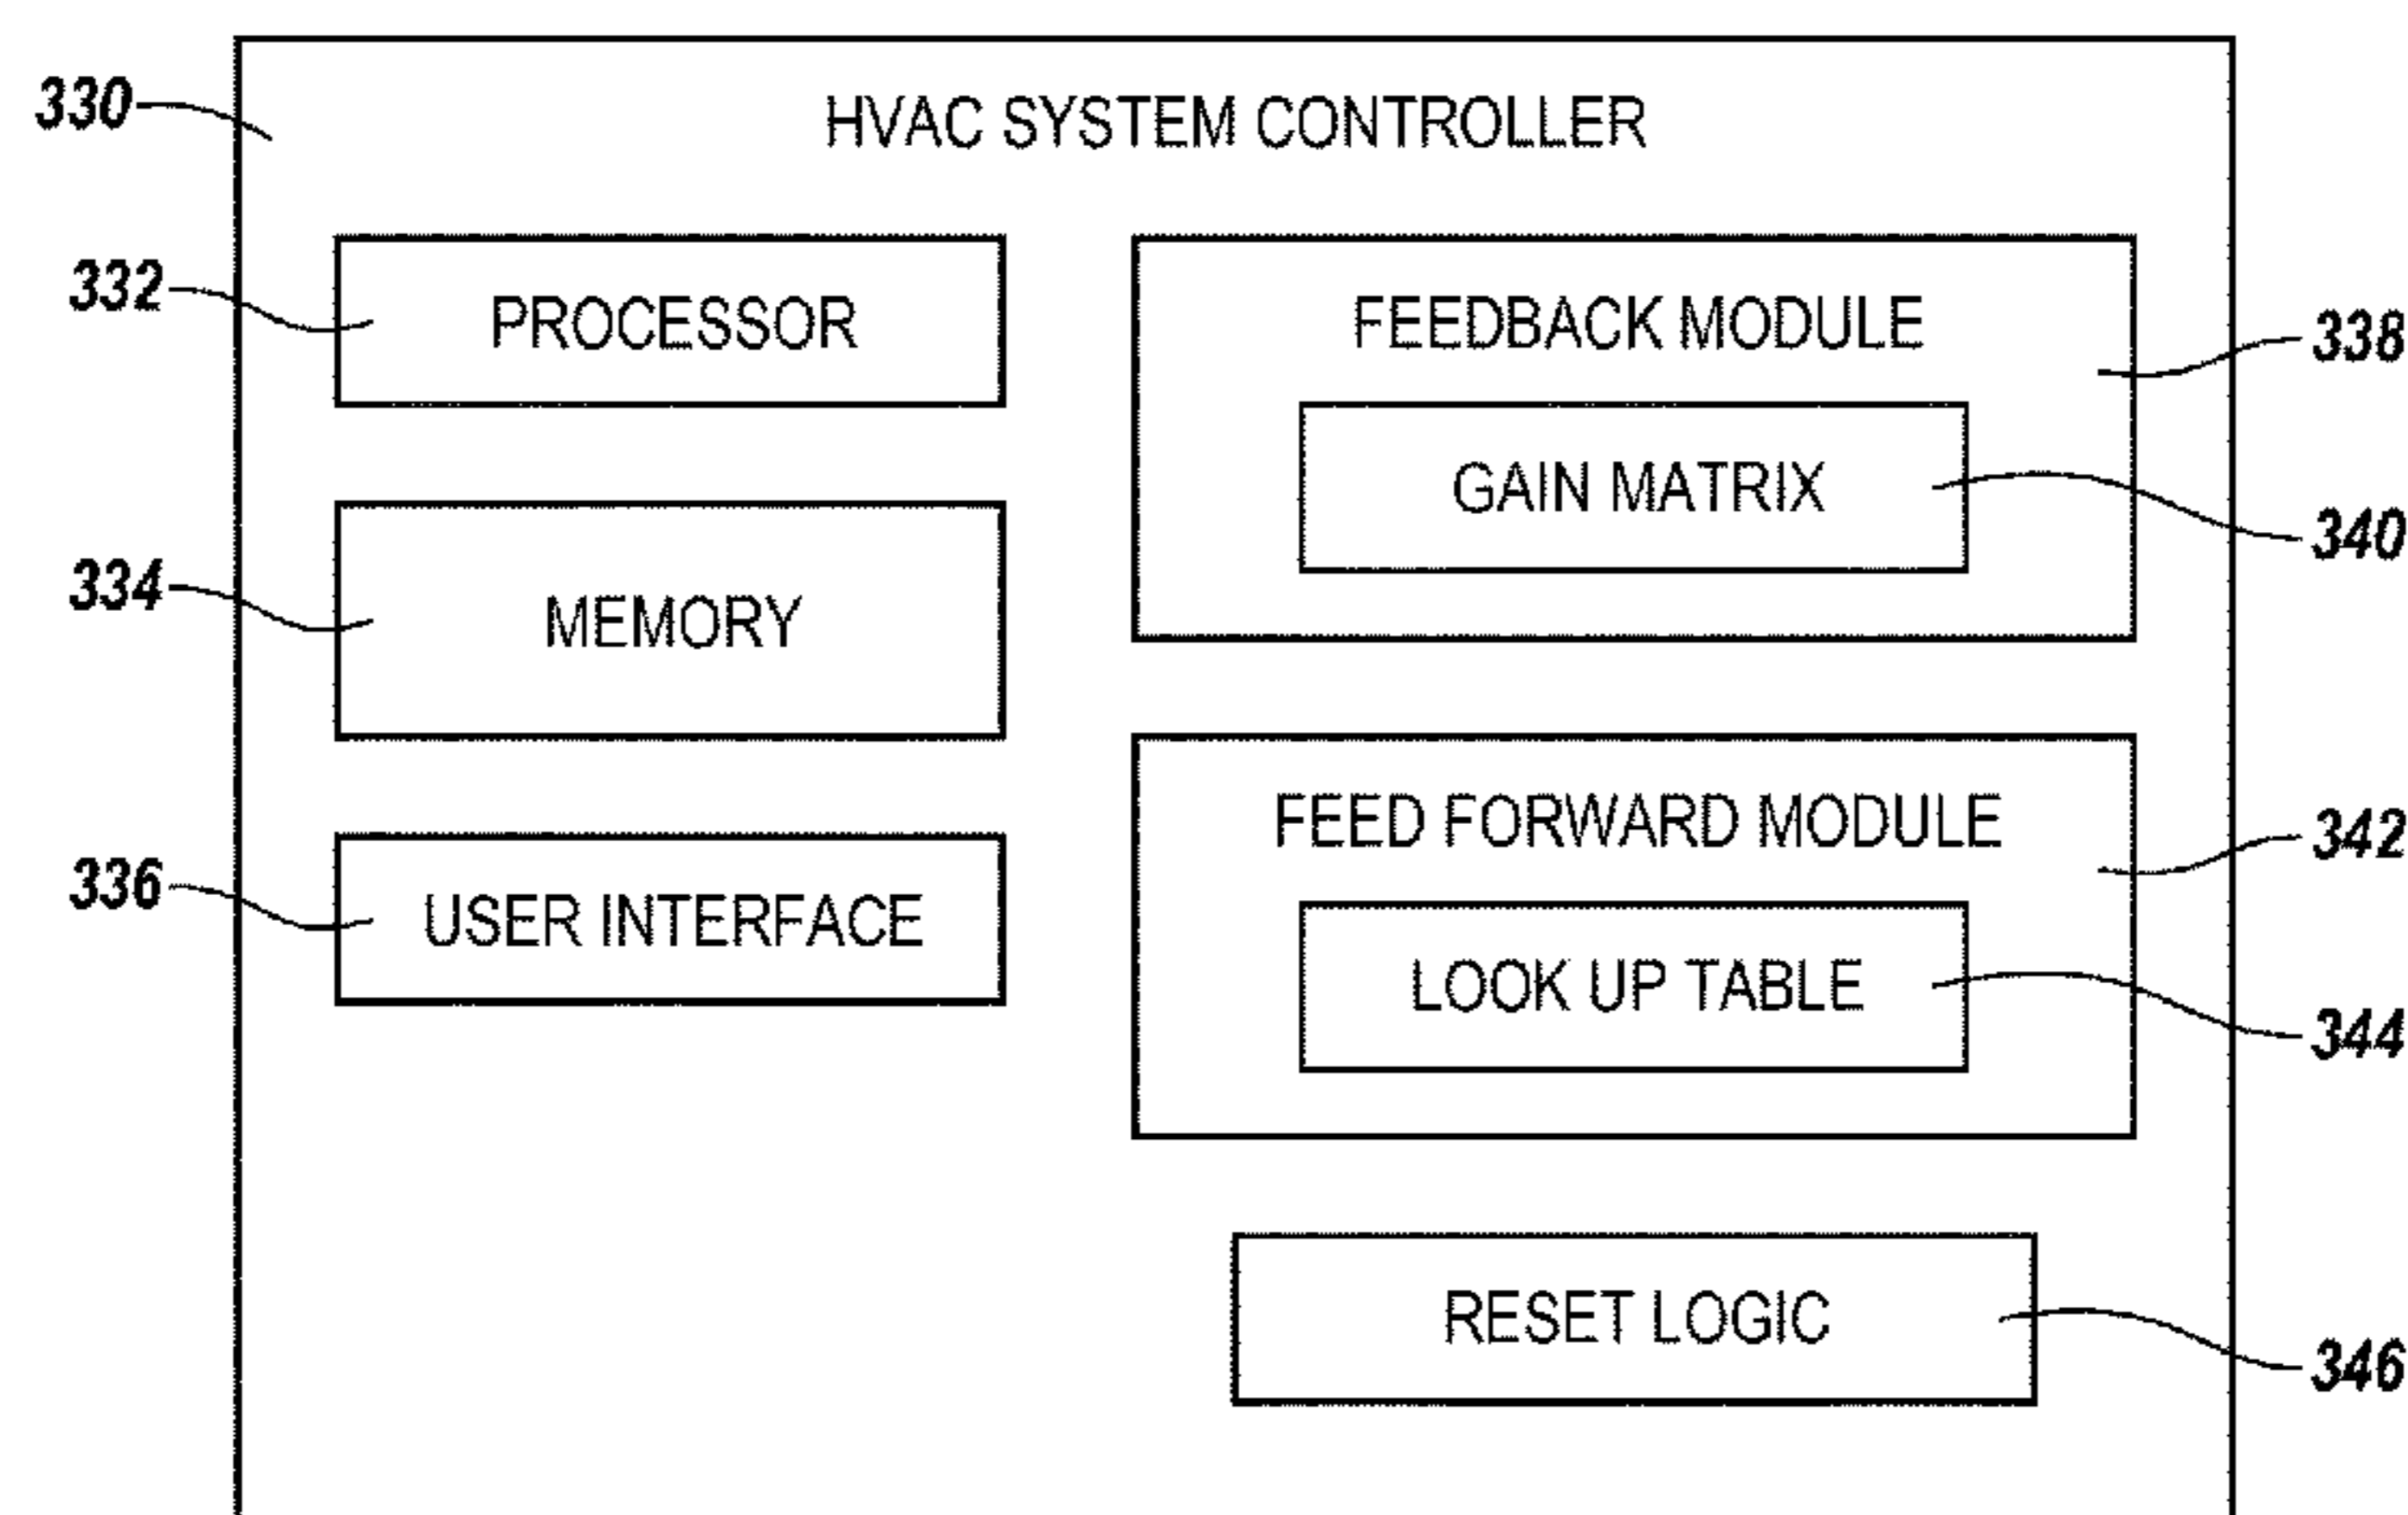 330
HVAC SYSTEM CONTROLLER
332
PROCESSOR
334
MEMORY
336
USER INTERFACE
FEEDBACK MODULE
338
GAIN MATRIX
340
FEED FORWARD MODULE
342
LOOK UP TABLE
344
RESET LOGIC
346